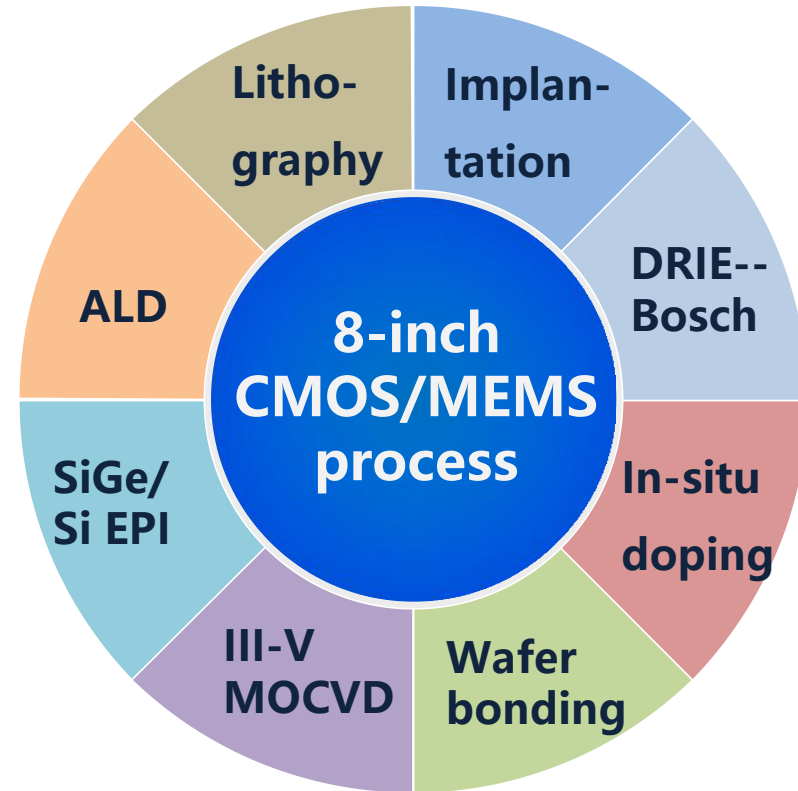 Litho-
graphy
Implan-
tation
DRIE--
Bosch
In-situ
doping
Wafer
bonding
III-V
MOCVD
SiGe/
Si EPI
ALD
8-inch
CMOS/MEMS
process